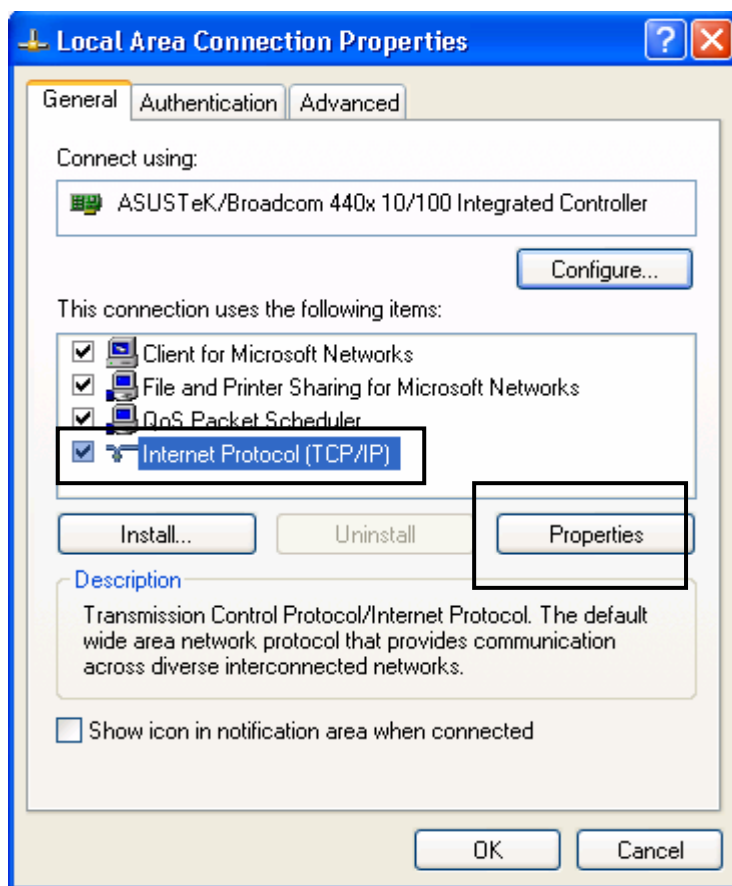 Local Area Connection Properties
General Authentication Advanced
Connect using:
ASUSTeK/Broadcom 440x 10/100 Integrated Controller
Configure...
This connection uses the following items:
Client for Microsoft Networks
File and Printer Sharing for Microsoft Networks
QoS Packet Scheduler
Internet Protocol (TCP/IP)
Install... Uninstall Properties
Description
Transmission Control Protocol/Internet Protocol. The default
wide area network protocol that provides communication
across diverse interconnected networks.
Show icon in notification area when connected
OK Cancel